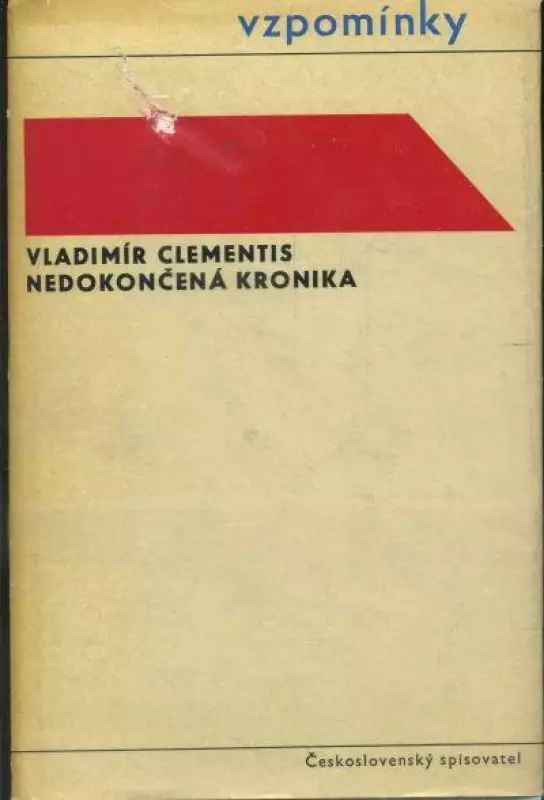 vzpomínky
VLADIMÍR CLEMENTIS
NEDOKONČENÁ KRONIKA
Československý spisovatel